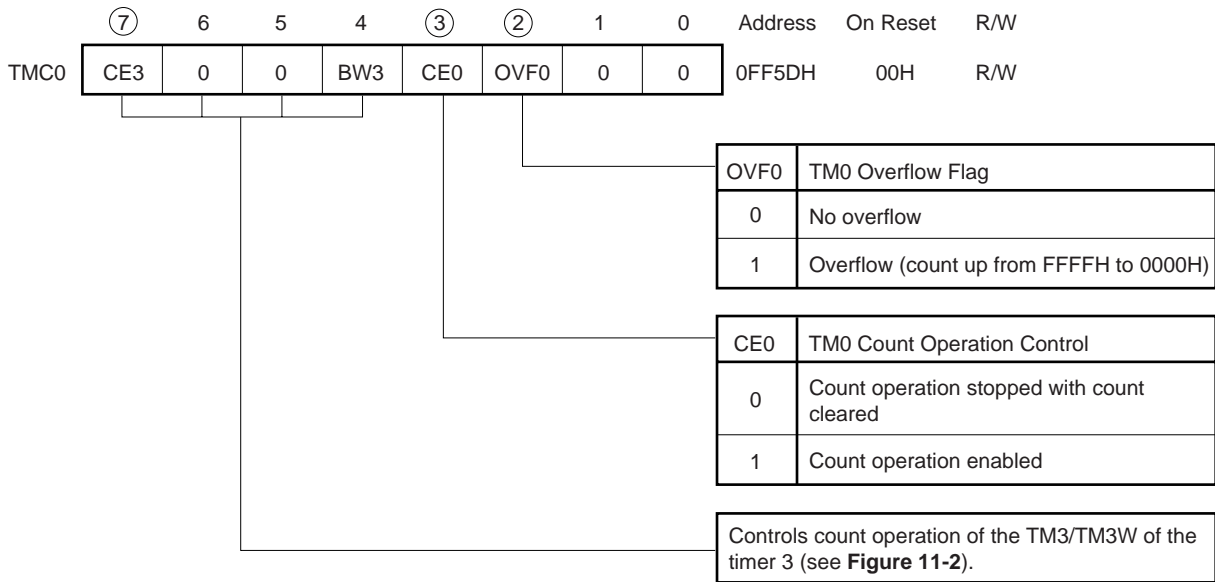 ⑦ 6 5 4 ③ ② 1 0 Address On Reset R/W
TMC0 CE3 0 0 BW3 CE0 OVF0 0 0 0FF5DH 00H R/W
OVF0 TM0 Overflow Flag
0 No overflow
1 Overflow (count up from FFFFH to 0000H)
CE0 TM0 Count Operation Control
0 Count operation stopped with count
cleared
1 Count operation enabled
Controls count operation of the TM3/TM3W of the
timer 3 (see Figure 11-2).